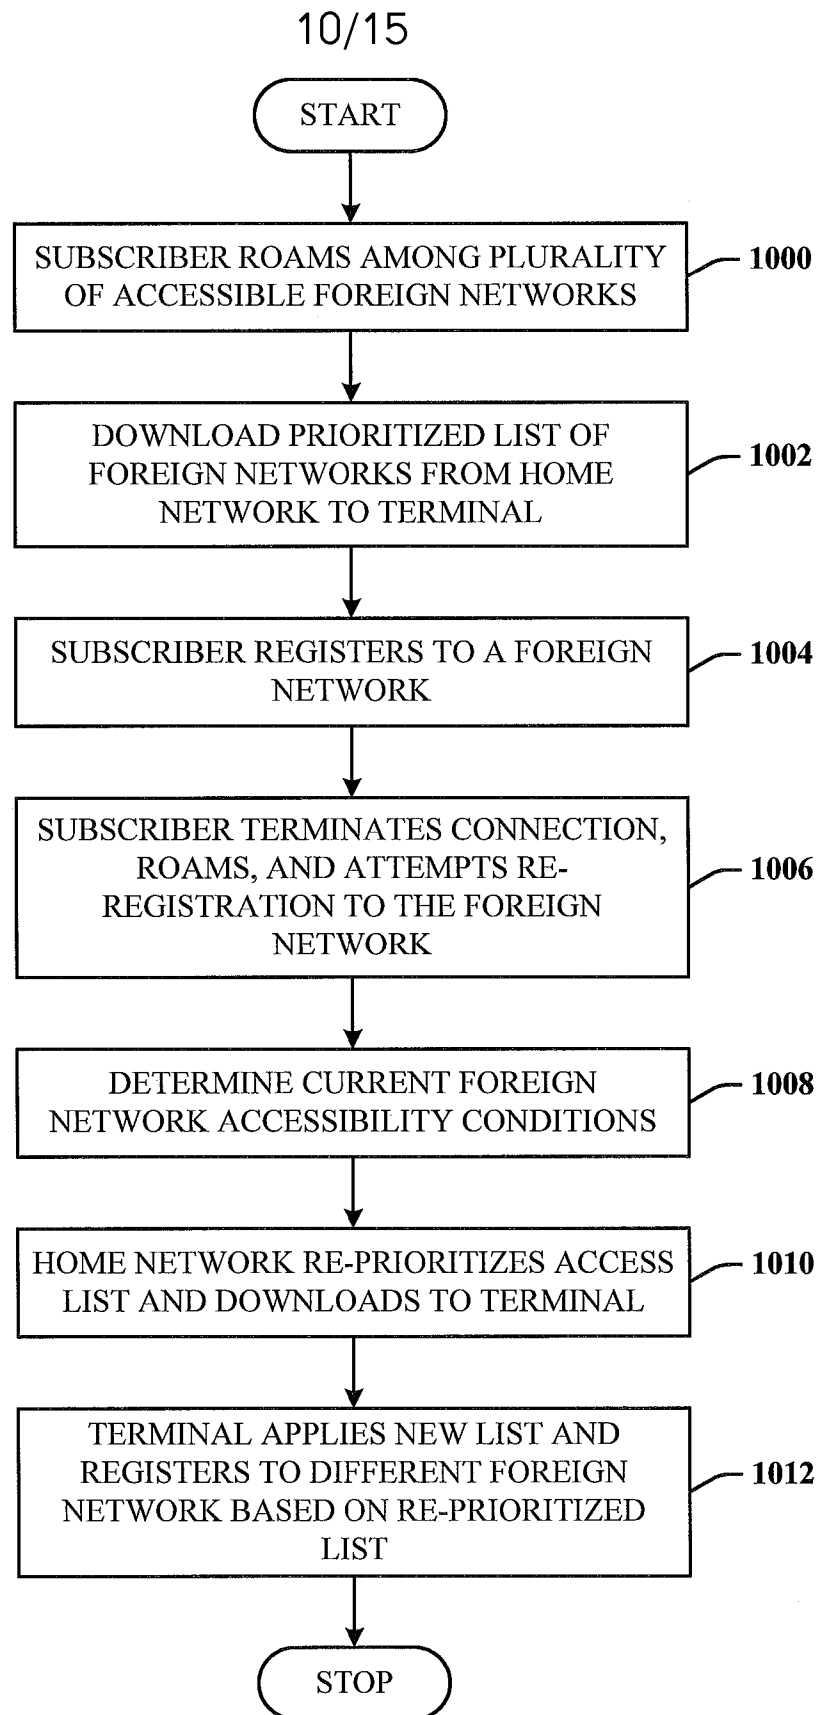 10/15
START
SUBSCRIBER ROAMS AMONG PLURALITY
OF ACCESSIBLE FOREIGN NETWORKS
1000
DOWNLOAD PRIORITIZED LIST OF
FOREIGN NETWORKS FROM HOME
NETWORK TO TERMINAL
1002
SUBSCRIBER REGISTERS TO A FOREIGN
NETWORK
1004
SUBSCRIBER TERMINATES CONNECTION,
ROAMS, AND ATTEMPTS RE-
REGISTRATION TO THE FOREIGN
NETWORK
1006
DETERMINE CURRENT FOREIGN
NETWORK ACCESSIBILITY CONDITIONS
1008
HOME NETWORK RE-PRIORITIZES ACCESS
LIST AND DOWNLOADS TO TERMINAL
1010
TERMINAL APPLIES NEW LIST AND
REGISTERS TO DIFFERENT FOREIGN
NETWORK BASED ON RE-PRIORITIZED
LIST
1012
STOP